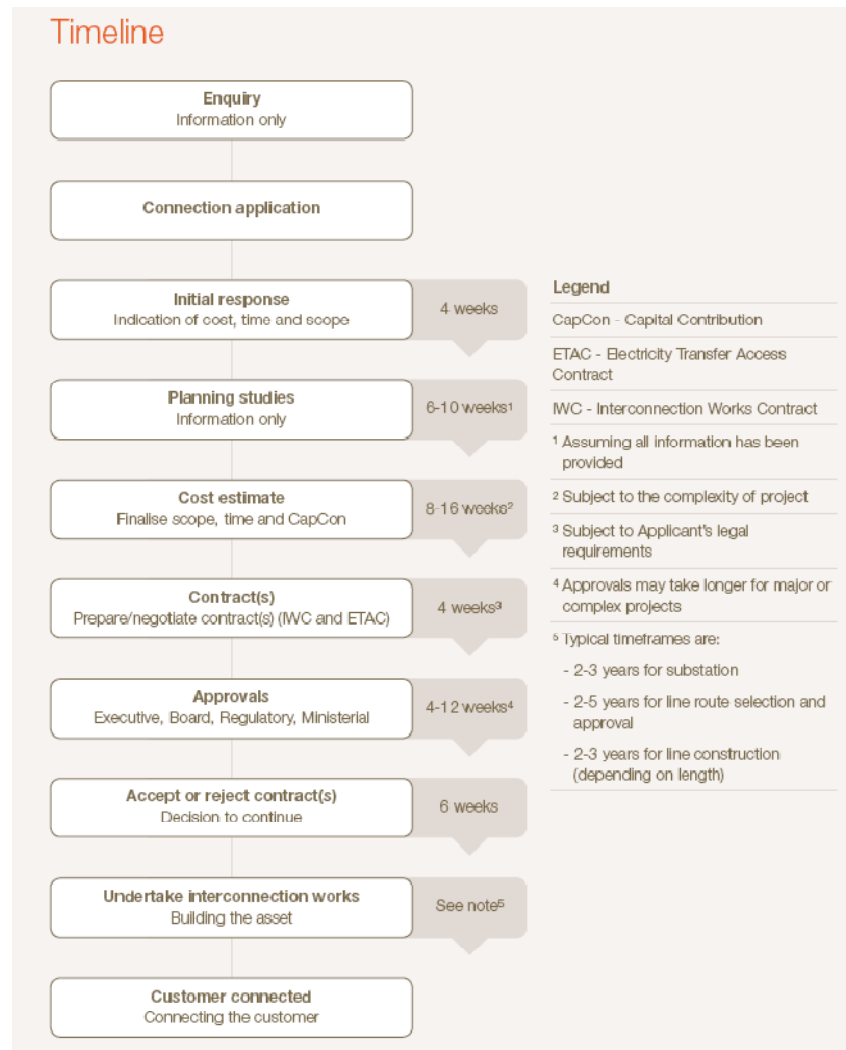 Timeline
Enquiry
Information only
Connection application
Initial response
Indication of cost, time and scope
4 weeks
Planning studies
Information only
6-10 weeks¹
Cost estimate
Finalise scope, time and CapCon
8-16 weeks²
Contract(s)
Prepare/negotiate contract(s) (IWC and ETAC)
4 weeks³
Approvals
Executive, Board, Regulatory, Ministerial
4-12 weeks⁴
Accept or reject contract(s)
Decision to continue
6 weeks
Undertake interconnection works
Building the asset
See note⁵
Customer connected
Connecting the customer
Legend
CapCon - Capital Contribution
ETAC - Electricity Transfer Access
Contract
IWC - Interconnection Works Contract
¹ Assuming all information has been
provided
² Subject to the complexity of project
³ Subject to Applicant's legal
requirements
⁴ Approvals may take longer for major or
complex projects
⁵ Typical timeframes are:
- 2-3 years for substation
- 2-5 years for line route selection and
approval
- 2-3 years for line construction
(depending on length)